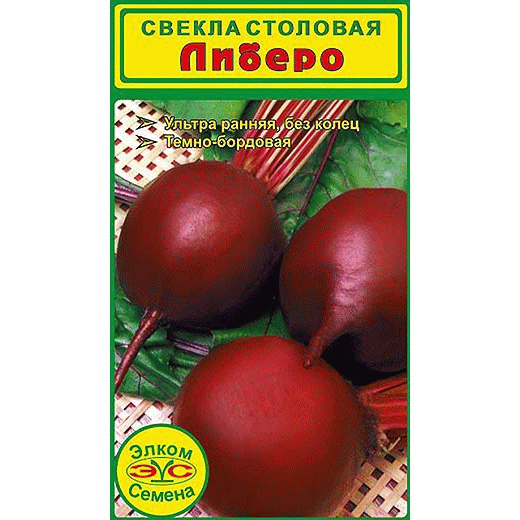 СВЕКЛА СТОЛОВАЯ
Либеро
Ультра ранняя, без колец
Темно-бордовая
Элком
ЭС
Семена